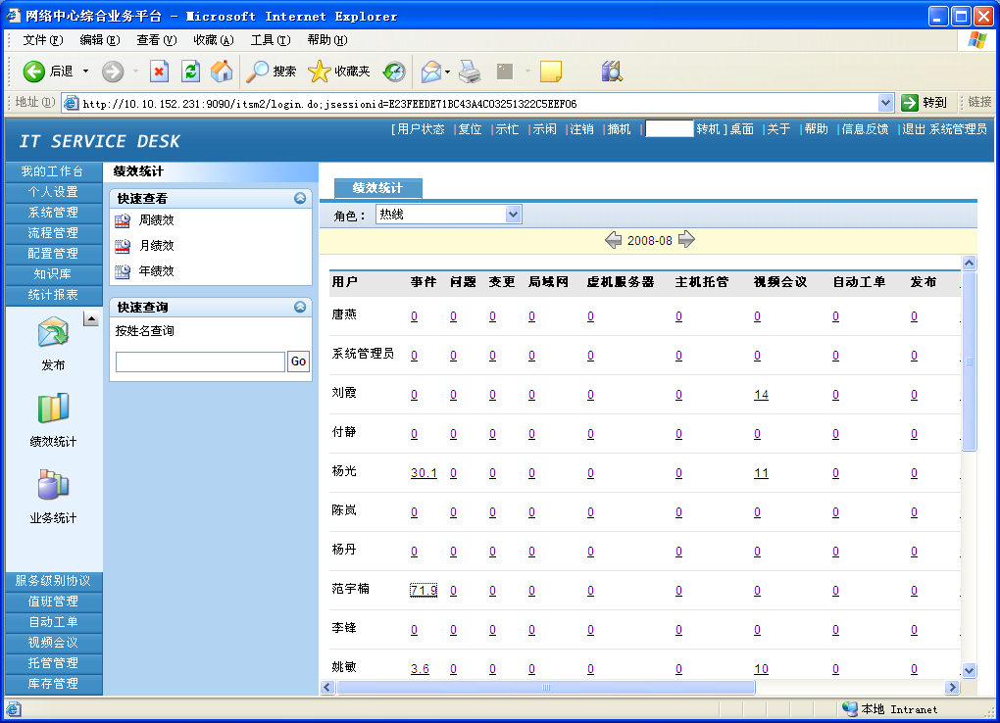 网络中心综合业务平台 - Microsoft Internet Explorer
文件(F) 编辑(E) 查看(V) 收藏(A) 工具(T) 帮助(H)
后退 搜索 收藏夹
地址(D) http://10.10.152.231:9090/itsm2/login.do;jsessionid=E23FEEDE71BC43A4C03251322C5EEF06 转到 链接
IT SERVICE DESK
[用户状态 |复位 |示忙 |示闲 |注销 |摘机 | 转机 ]桌面 |关于 |帮助 |信息反馈 |退出 系统管理员
我的工作台
个人设置
系统管理
流程管理
配置管理
知识库
统计报表
发布
绩效统计
业务统计
服务级别协议
值班管理
自动工单
视频会议
托管管理
库存管理
绩效统计
快速查看
周绩效
月绩效
年绩效
快速查询
按姓名查询
Go
绩效统计
角色： 热线
2008-08
用户 事件 问题 变更 局域网 虚机服务器 主机托管 视频会议 自动工单 发布
唐燕 0 0 0 0 0 0 0 0 0
系统管理员 0 0 0 0 0 0 0 0 0
刘霞 0 0 0 0 0 0 14 0 0
付静 0 0 0 0 0 0 0 0 0
杨光 30.1 0 0 0 0 0 11 0 0
陈岚 0 0 0 0 0 0 0 0 0
杨丹 0 0 0 0 0 0 0 0 0
范宇楠 71.9 0 0 0 0 0 0 0 0
李锋 0 0 0 0 0 0 0 0 0
姚敏 3.6 0 0 0 0 0 10 0 0
本地 Intranet